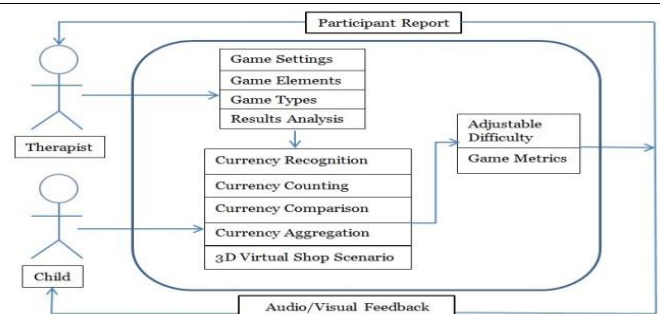 Participant Report
Game Settings
Game Elements
Game Types
Results Analysis
Therapist
Adjustable
Difficulty
Game Metrics
Currency Recognition
Currency Counting
Currency Comparison
Currency Aggregation
3D Virtual Shop Scenario
Child
Audio/Visual Feedback